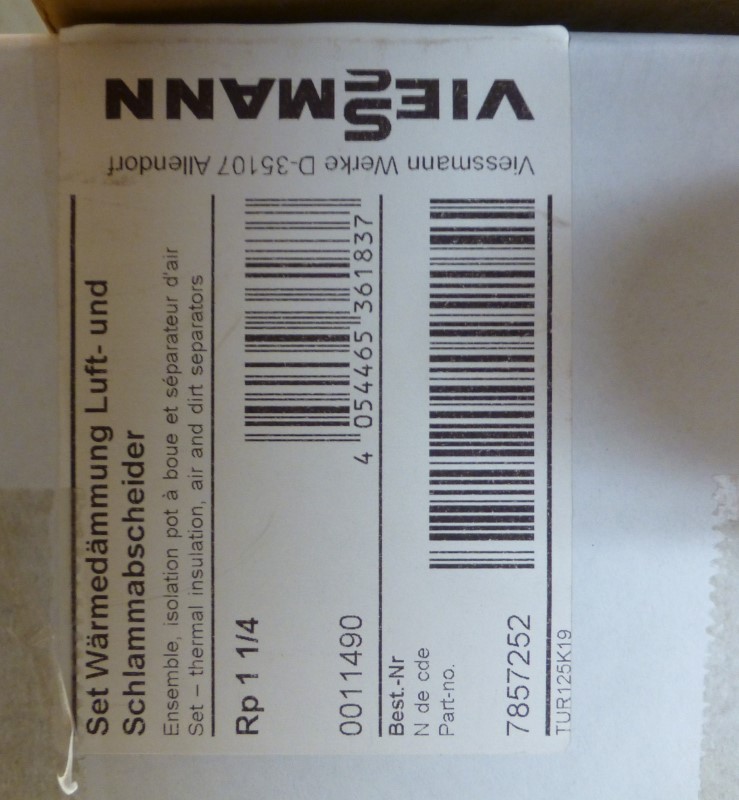 VIESSMANN
Viessmann Werke D-35107 Allendorf
Set Wärmedämmung Luft- und
Schlammabscheider
Ensemble, isolation pot à boue et séparateur d'air
Set – thermal insulation, air and dirt separators
Rp 1 1/4
0011490
4 054465 361837
Best.-Nr
N de cde
Part-no.
7857252
TUR125K19